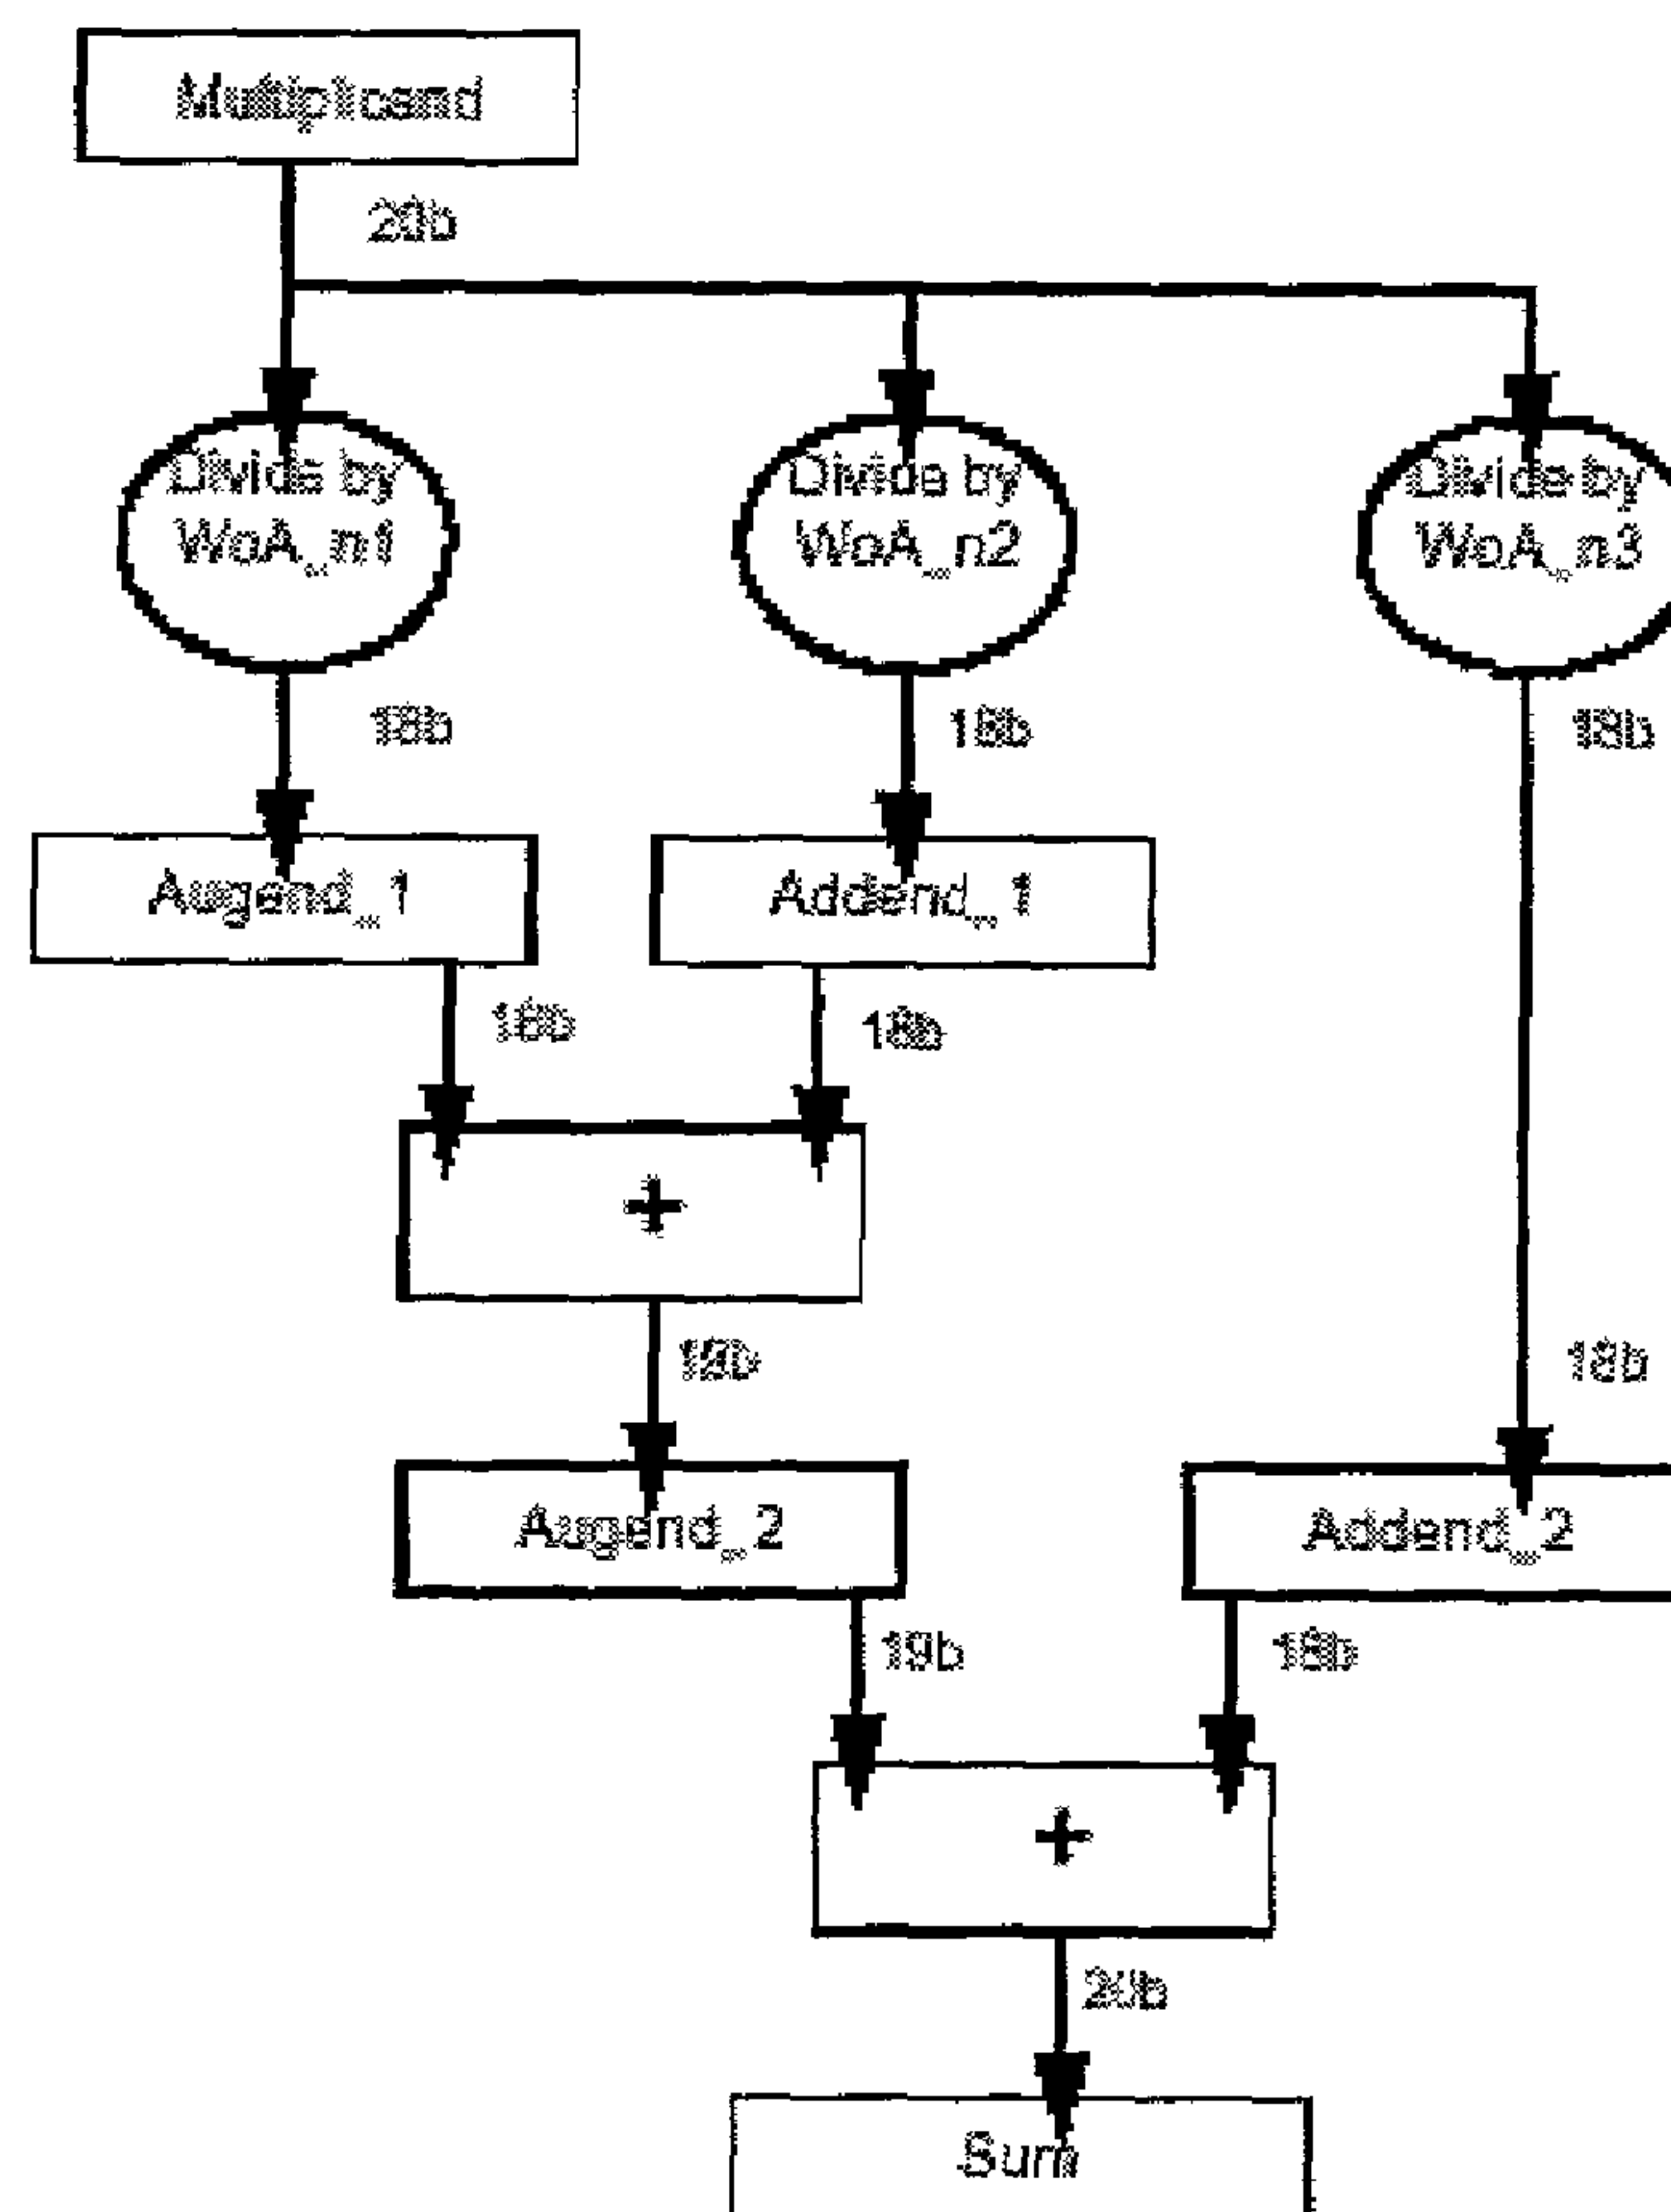 Multiplicand
20b
Divide by
WoA_n1
Divide by
WoA_n2
Divide by
WoA_n3
18b
18b
18b
Augend_1
Addend_1
18b
18b
+
19b
18b
Augend_2
Addend_2
19b
18b
+
20b
Sum